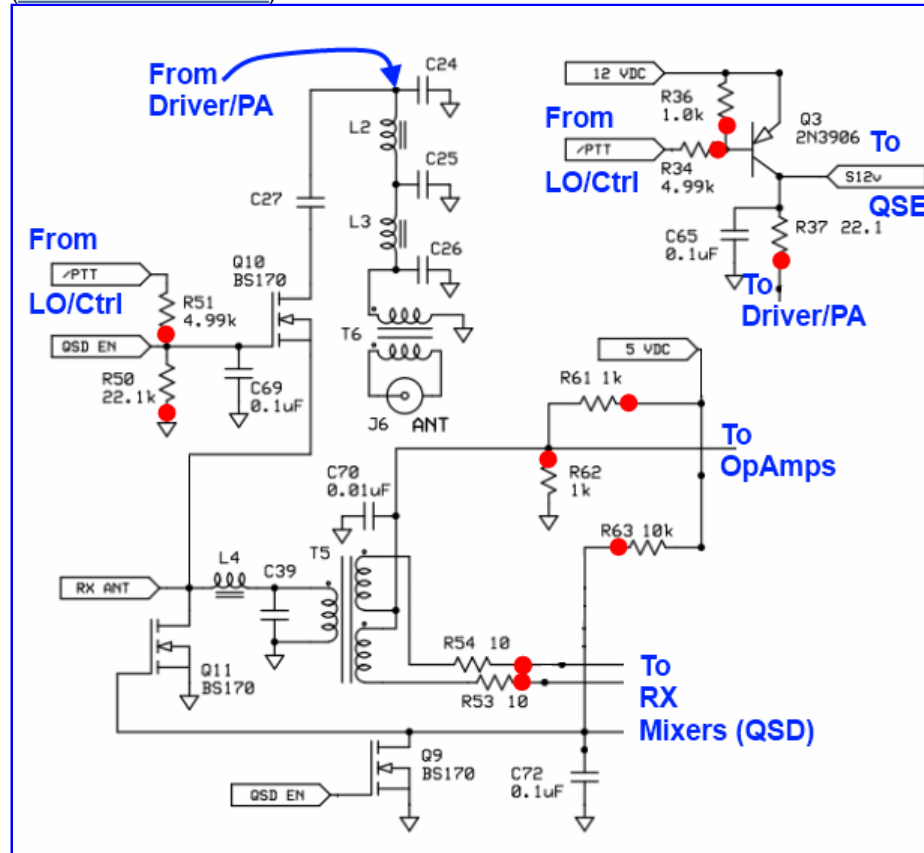 From
Driver/PA
C24
L2
C25
C27
L3
C26
From
/PTT
LO/Ctrl
R51
4.99k
Q10
BS170
QSD EN
R50
22.1k
C69
0.1uF
T6
J6 ANT
12 VDC
R36
1.0k
Q3
2N3906
From
/PTT
LO/Ctrl
R34
4.99k
To
S12v
QSE
C65
0.1uF
R37 22.1
To
Driver/PA
5 VDC
R61 1k
To
OpAmps
R62
1k
C70
0.01uF
R63 10k
RX ANT
L4
C39
T5
Q11
BS170
R54 10
R53 10
To
RX
Mixers (QSD)
Q9
BS170
QSD EN
C72
0.1uF